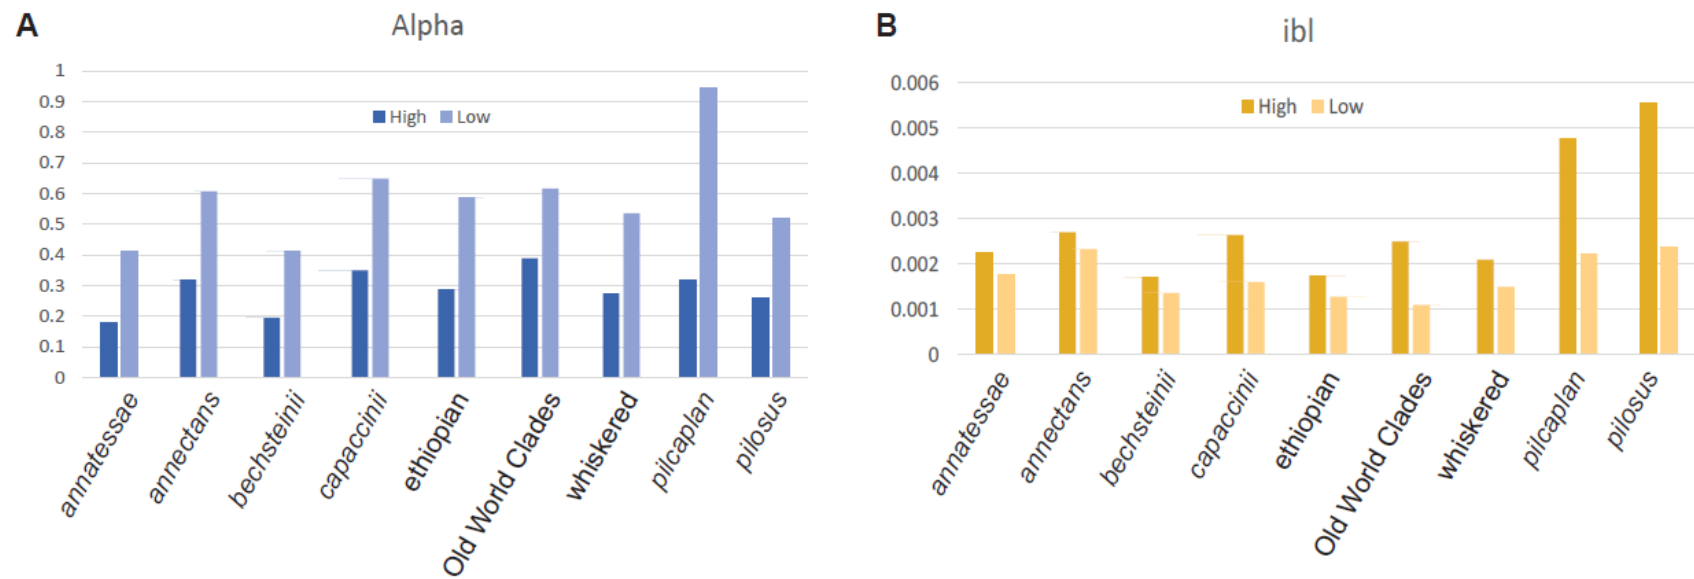 A
Alpha
1
0.9
0.8
0.7
0.6
0.5
0.4
0.3
0.2
0.1
0
High
Low
annatessae
annectans
bechsteinii
capaccinii
ethiopian
Old World Clades
whiskered
pilcaplan
pilosus
B
ibl
0.006
0.005
0.004
0.003
0.002
0.001
0
High
Low
annatessae
annectans
bechsteinii
capaccinii
ethiopian
Old World Clades
whiskered
pilcaplan
pilosus